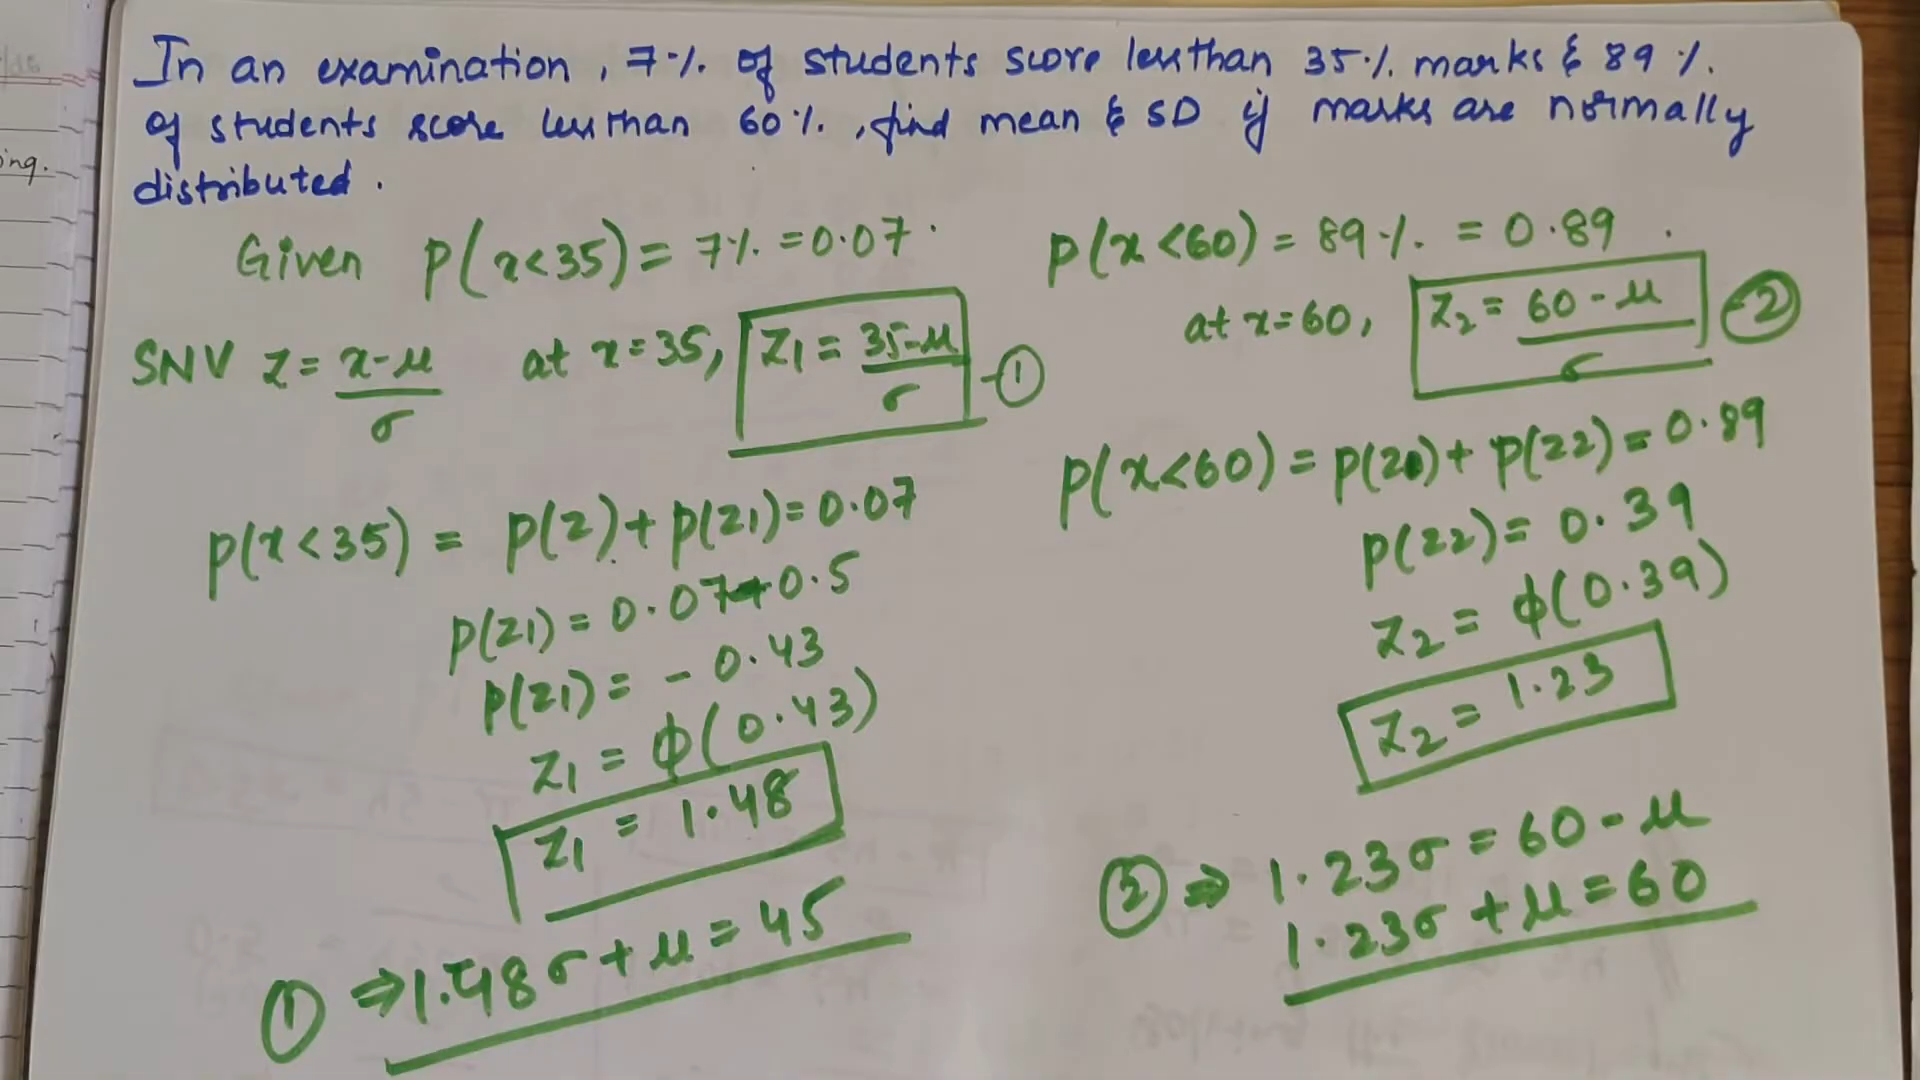 In an examination, 7% of students score less than 35% marks & 89%
of students score less than 60%, find mean & SD if marks are normally
distributed.
ing.
Given P(x<35) = 7% = 0.07.
SNV Z = x-μ/σ at x=35, Z1 = 35-μ/σ -①
P(x<35) = P(z)+P(z1)=0.07
P(z1) = 0.07-0.5
P(z1) = -0.43
Z1 = φ(0.43)
Z1 = 1.48
① ⇒ 1.48σ+μ=45
P(x<60) = 89% = 0.89
at x=60, Z2 = 60-μ/σ -②
P(x<60) = P(z0)+P(z2)=0.89
P(z2) = 0.39
Z2 = φ(0.39)
Z2 = 1.23
② ⇒ 1.23σ=60-μ
1.23σ+μ=60